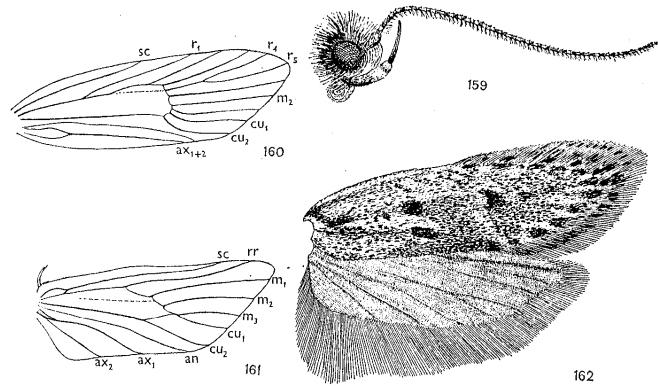 sc r₁ r₄ r₅
m₂
cu₁
cu₂
ax₁₊₂
160
159
sc rr
m₁
m₂
m₃
cu₁
cu₂
an
ax₁
ax₂
161
162